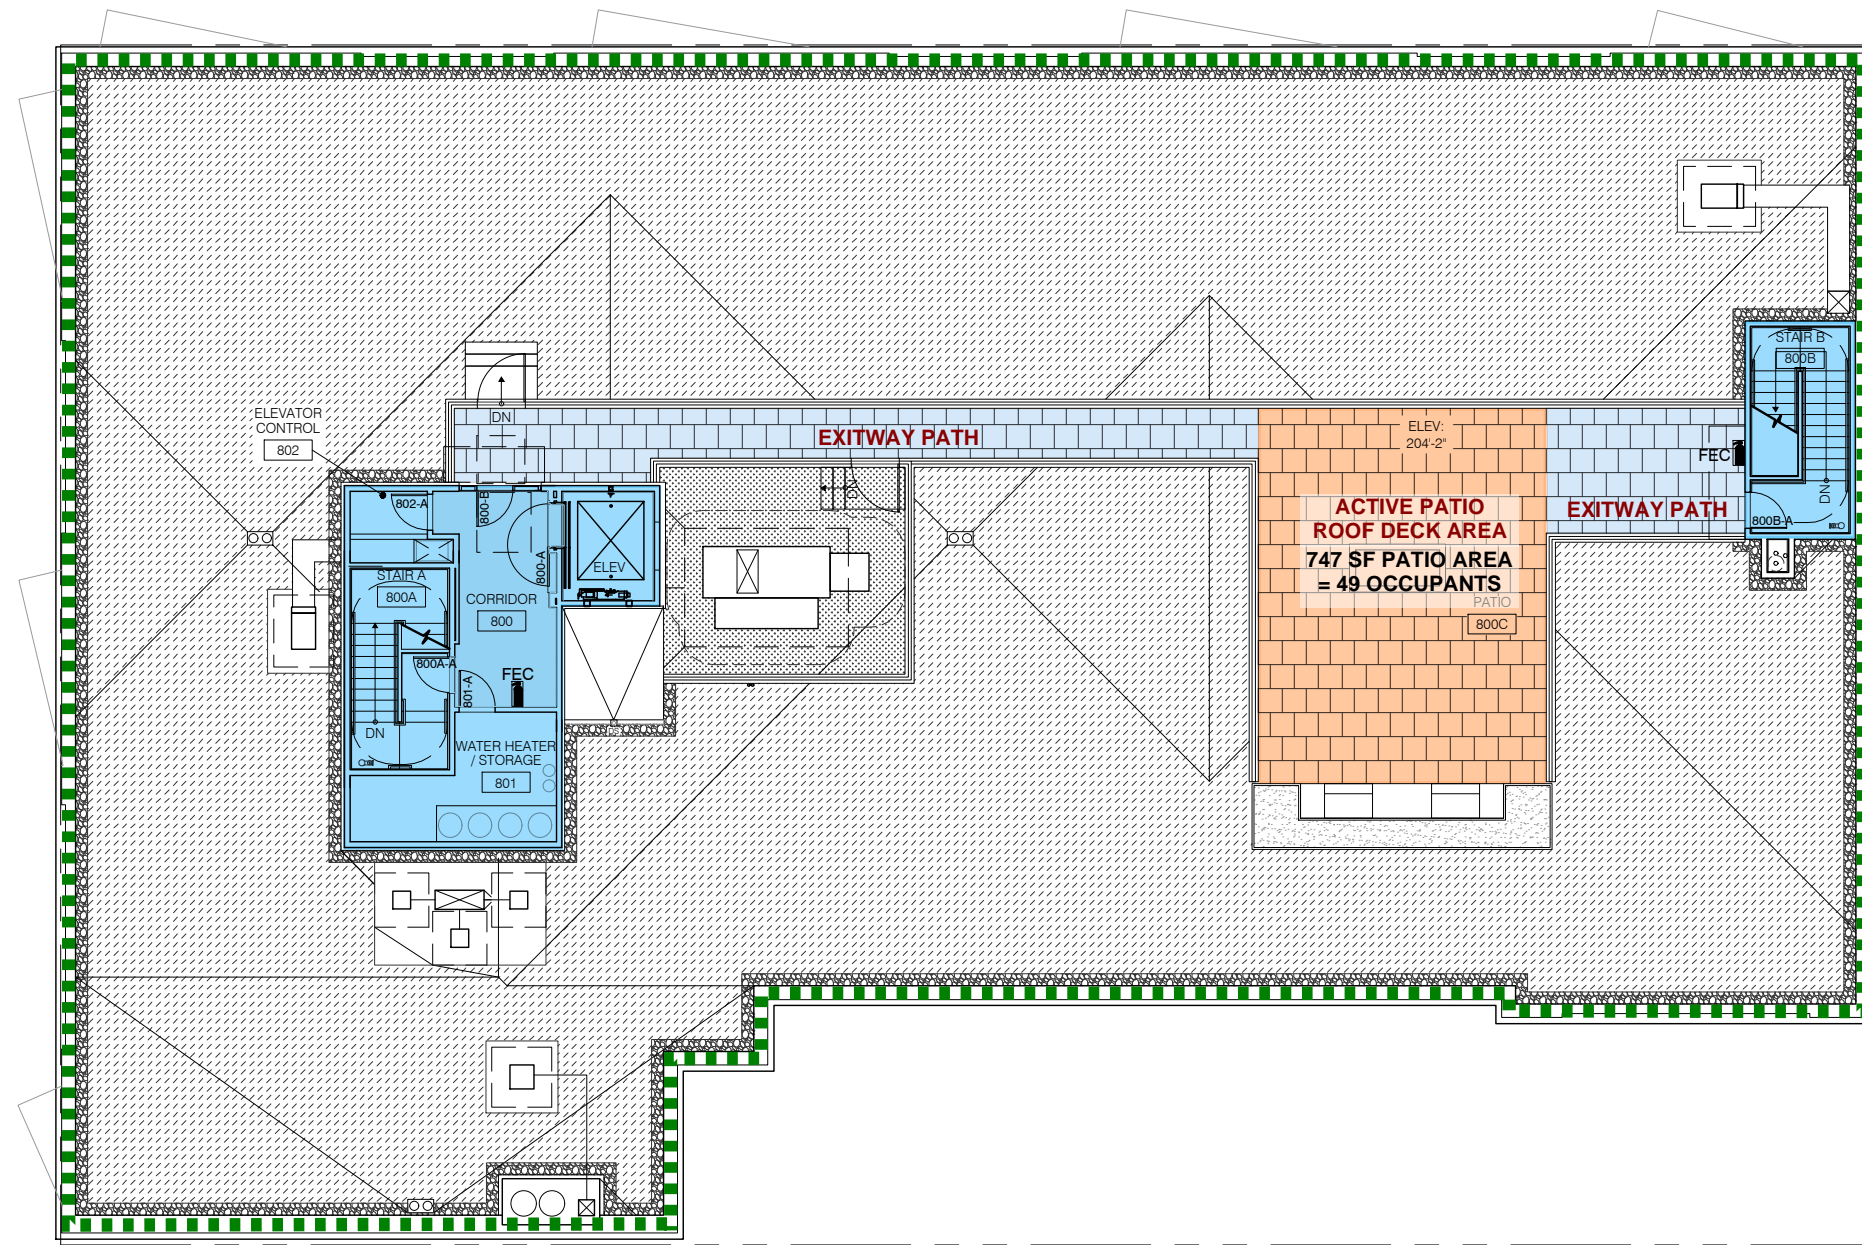 STAIR B
800B
ELEVATOR
CONTROL
802
DN
EXITWAY PATH
ELEV:
204'-2"
FEC
DN
DN
802-A
800-B
ACTIVE PATIO
ROOF DECK AREA
EXITWAY PATH
800B-A
747 SF PATIO AREA
= 49 OCCUPANTS
PATIO
800C
800-A
ELEV
STAIR A
800A
CORRIDOR
800
800A-A
801-A
FEC
DN
WATER HEATER
/ STORAGE
801